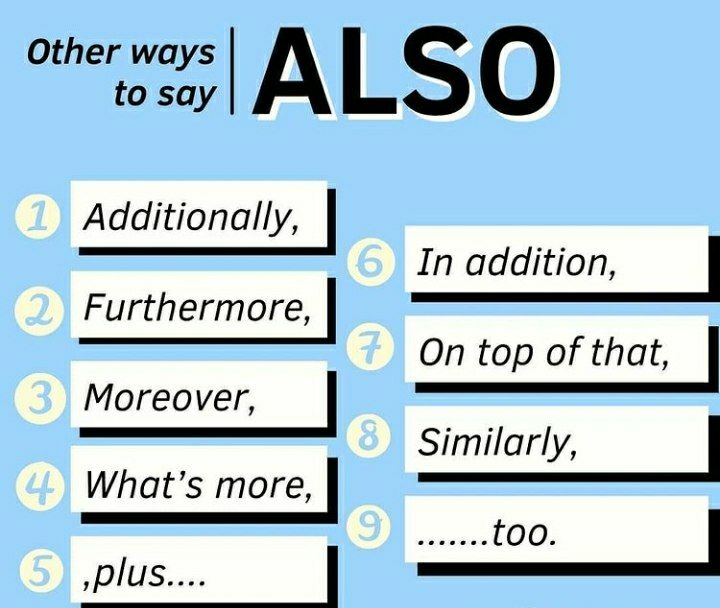 Other ways
to say
ALSO
1 Additionally,
2 Furthermore,
3 Moreover,
4 What's more,
5 ,plus....
6 In addition,
7 On top of that,
8 Similarly,
9 .......too.